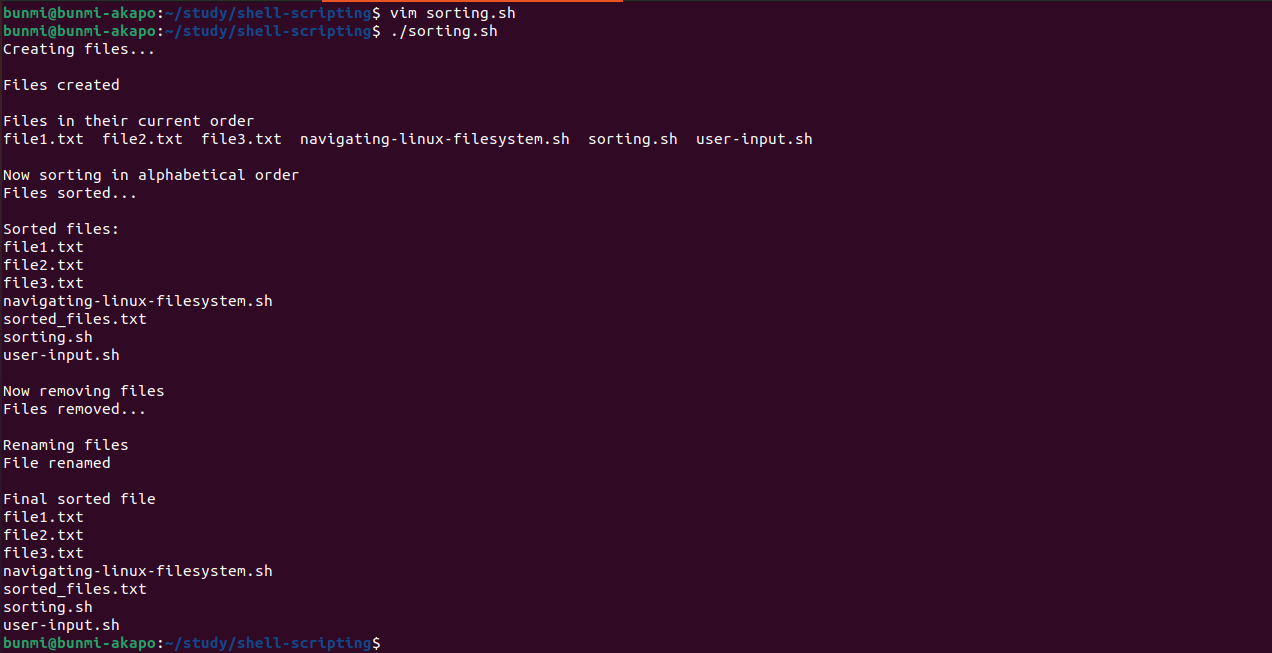 bunmi@bunmi-akapo:~/study/shell-scripting$ vim sorting.sh
bunmi@bunmi-akapo:~/study/shell-scripting$ ./sorting.sh
Creating files...

Files created

Files in their current order
file1.txt  file2.txt  file3.txt  navigating-linux-filesystem.sh  sorting.sh  user-input.sh

Now sorting in alphabetical order
Files sorted...

Sorted files:
file1.txt
file2.txt
file3.txt
navigating-linux-filesystem.sh
sorted_files.txt
sorting.sh
user-input.sh

Now removing files
Files removed...

Renaming files
File renamed

Final sorted file
file1.txt
file2.txt
file3.txt
navigating-linux-filesystem.sh
sorted_files.txt
sorting.sh
user-input.sh
bunmi@bunmi-akapo:~/study/shell-scripting$